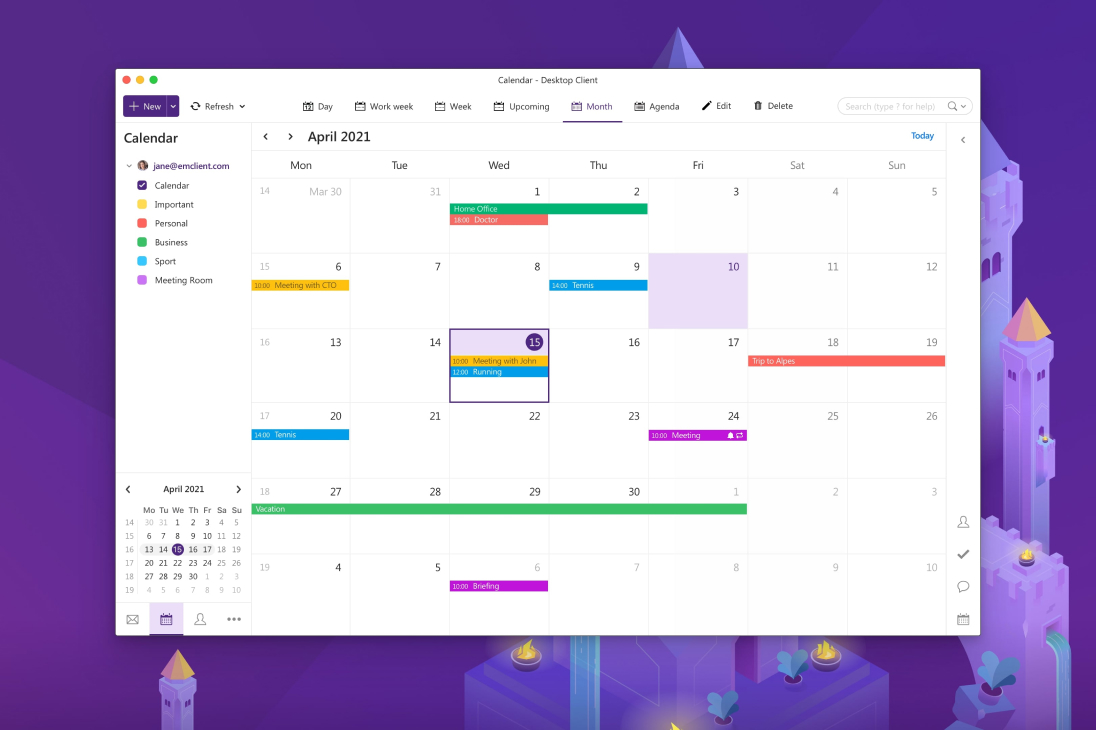 Calendar - Desktop Client
New Refresh Day Work week Week Upcoming Month Agenda Edit Delete Search (type ? for help)
Calendar
jane@emclient.com
Calendar
Important
Personal
Business
Sport
Meeting Room
April 2021 Today
Mon Tue Wed Thu Fri Sat Sun
14 Mar 30 31 1 2 3 4 5
Home Office
18:00 Doctor
15 6 7 8 9 10 11 12
10:00 Meeting with CTO 14:00 Tennis
16 13 14 15 16 17 18 19
10:00 Meeting with John Trip to Alpes
12:00 Running
17 20 21 22 23 24 25 26
14:00 Tennis 10:00 Meeting
18 27 28 29 30 1 2 3
Vacation
19 4 5 6 7 8 9 10
10:00 Briefing
April 2021
Mo Tu We Th Fr Sa Su
14 30 31 1 2 3 4 5
15 6 7 8 9 10 11 12
16 13 14 15 16 17 18 19
17 20 21 22 23 24 25 26
18 27 28 29 30 1 2 3
19 4 5 6 7 8 9 10